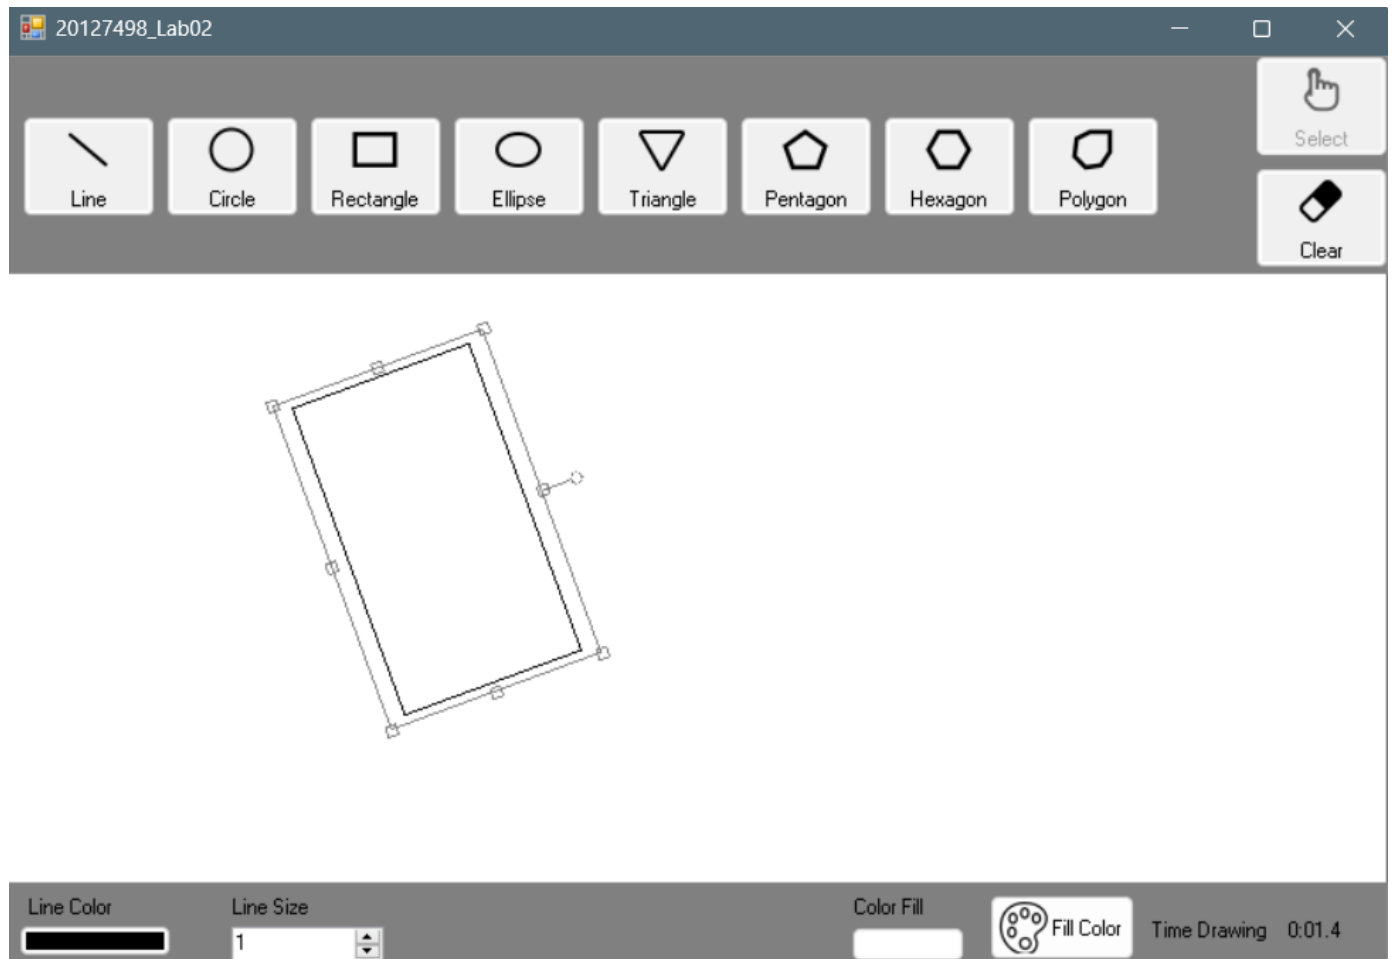 20127498_Lab02
Select
Line
Circle
Rectangle
Ellipse
Triangle
Pentagon
Hexagon
Polygon
Clear
Line Color
Line Size
1
Color Fill
Fill Color
Time Drawing 0:01.4